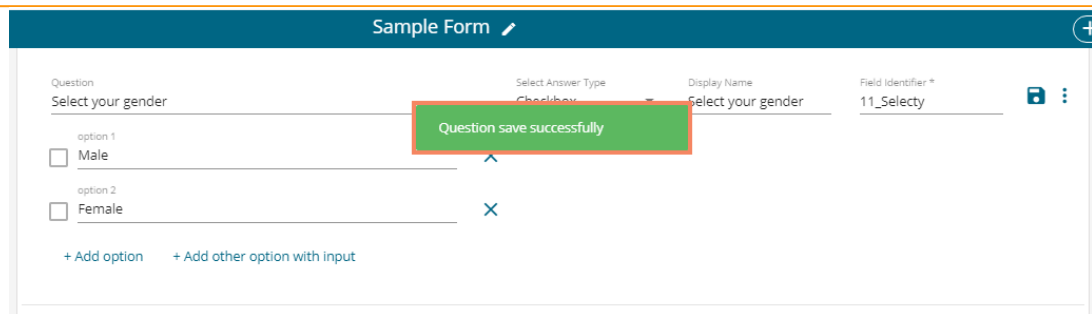 Sample Form
Question
Select your gender
Select Answer Type
Checkbox
Display Name
Select your gender
Field Identifier *
11_Selecty
Question save successfully
option 1
Male
option 2
Female
+ Add option
+ Add other option with input